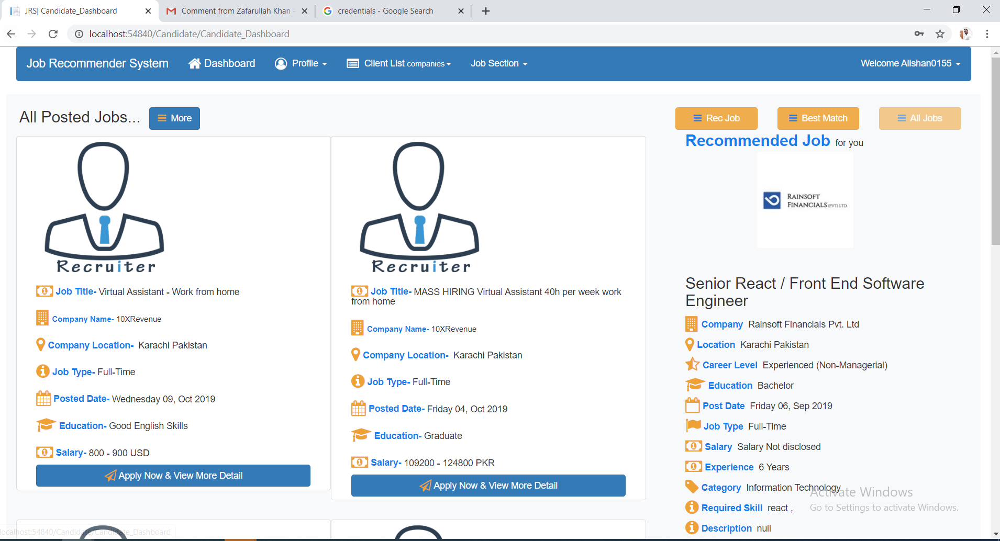 JRS| Candidate_Dashboard
Comment from Zafarullah Khan -
credentials - Google Search
localhost:54840/Candidate/Candidate_Dashboard
Job Recommender System
Dashboard
Profile
Client List companies
Job Section
Welcome Alishan0155
All Posted Jobs...
More
Rec Job
Best Match
All Jobs
Recruiter
Job Title- Virtual Assistant - Work from home
Company Name- 10XRevenue
Company Location- Karachi Pakistan
Job Type- Full-Time
Posted Date- Wednesday 09, Oct 2019
Education- Good English Skills
Salary- 800 - 900 USD
Apply Now & View More Detail
Recruiter
Job Title- MASS HIRING Virtual Assistant 40h per week work
from home
Company Name- 10XRevenue
Company Location- Karachi Pakistan
Job Type- Full-Time
Posted Date- Friday 04, Oct 2019
Education- Graduate
Salary- 109200 - 124800 PKR
Apply Now & View More Detail
Recommended Job for you
RAINSOFT
FINANCIALS (PVT) LTD.
Senior React / Front End Software
Engineer
Company Rainsoft Financials Pvt. Ltd
Location Karachi Pakistan
Career Level Experienced (Non-Managerial)
Education Bachelor
Post Date Friday 06, Sep 2019
Job Type Full-Time
Salary Salary Not disclosed
Experience 6 Years
Category Information Technology
Required Skill react ,
Description null
Activate Windows
Go to Settings to activate Windows.
localhost:54840/Candidate/Candidate_Dashboard